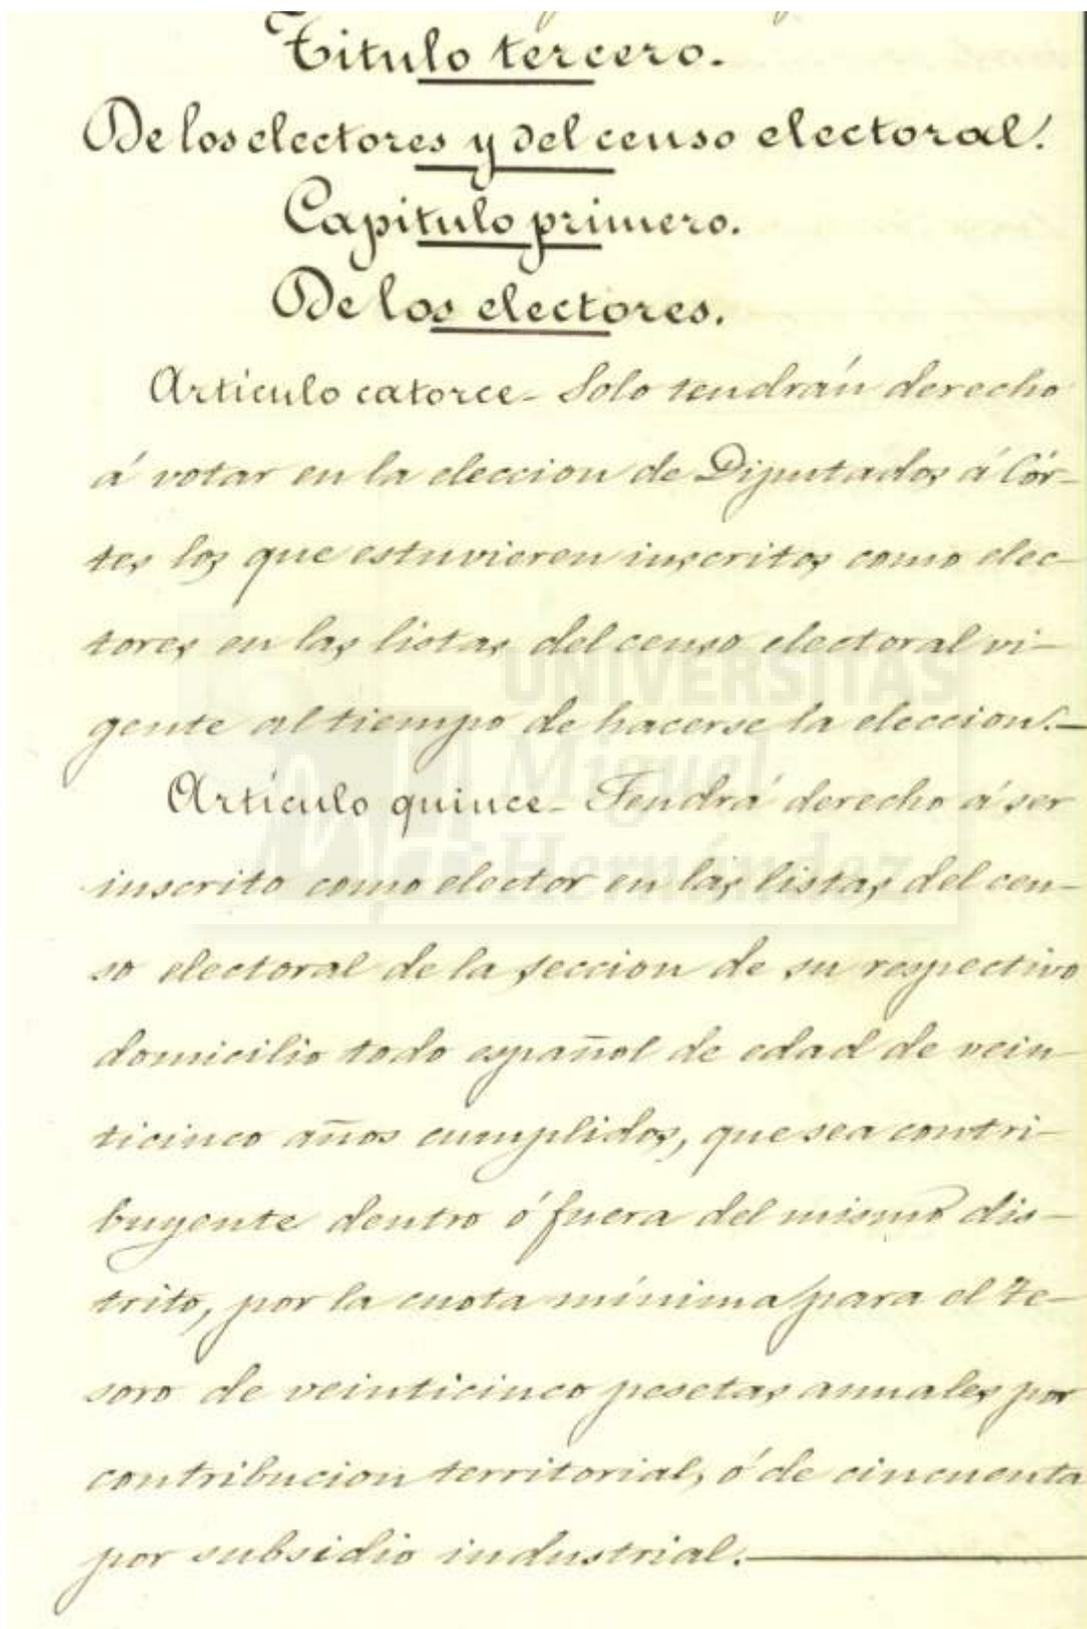 Titulo tercero.
De los electores y del censo electoral.
Capitulo primero.
De los electores.
Artículo catorce - Solo tendrán derecho
á votar en la eleccion de Diputados á Cór-
tes los que estuvieren inscritos como elec-
tores en las listas del censo electoral vi-
gente al tiempo de hacerse la eleccion.
UNIVERSITAS
Miguel
Hernández
Artículo quince - Tendrá derecho á ser
inscrito como elector en las listas del cen-
so electoral de la seccion de su respectivo
domicilio todo español de edad de vein-
ticinco años cumplidos, que sea contri-
buyente dentro ó fuera del mismo dis-
trito, por la cuota mínima para el Te-
soro de veinticinco pesetas anuales por
contribucion territorial, ó de cincuenta
por subsidio industrial.